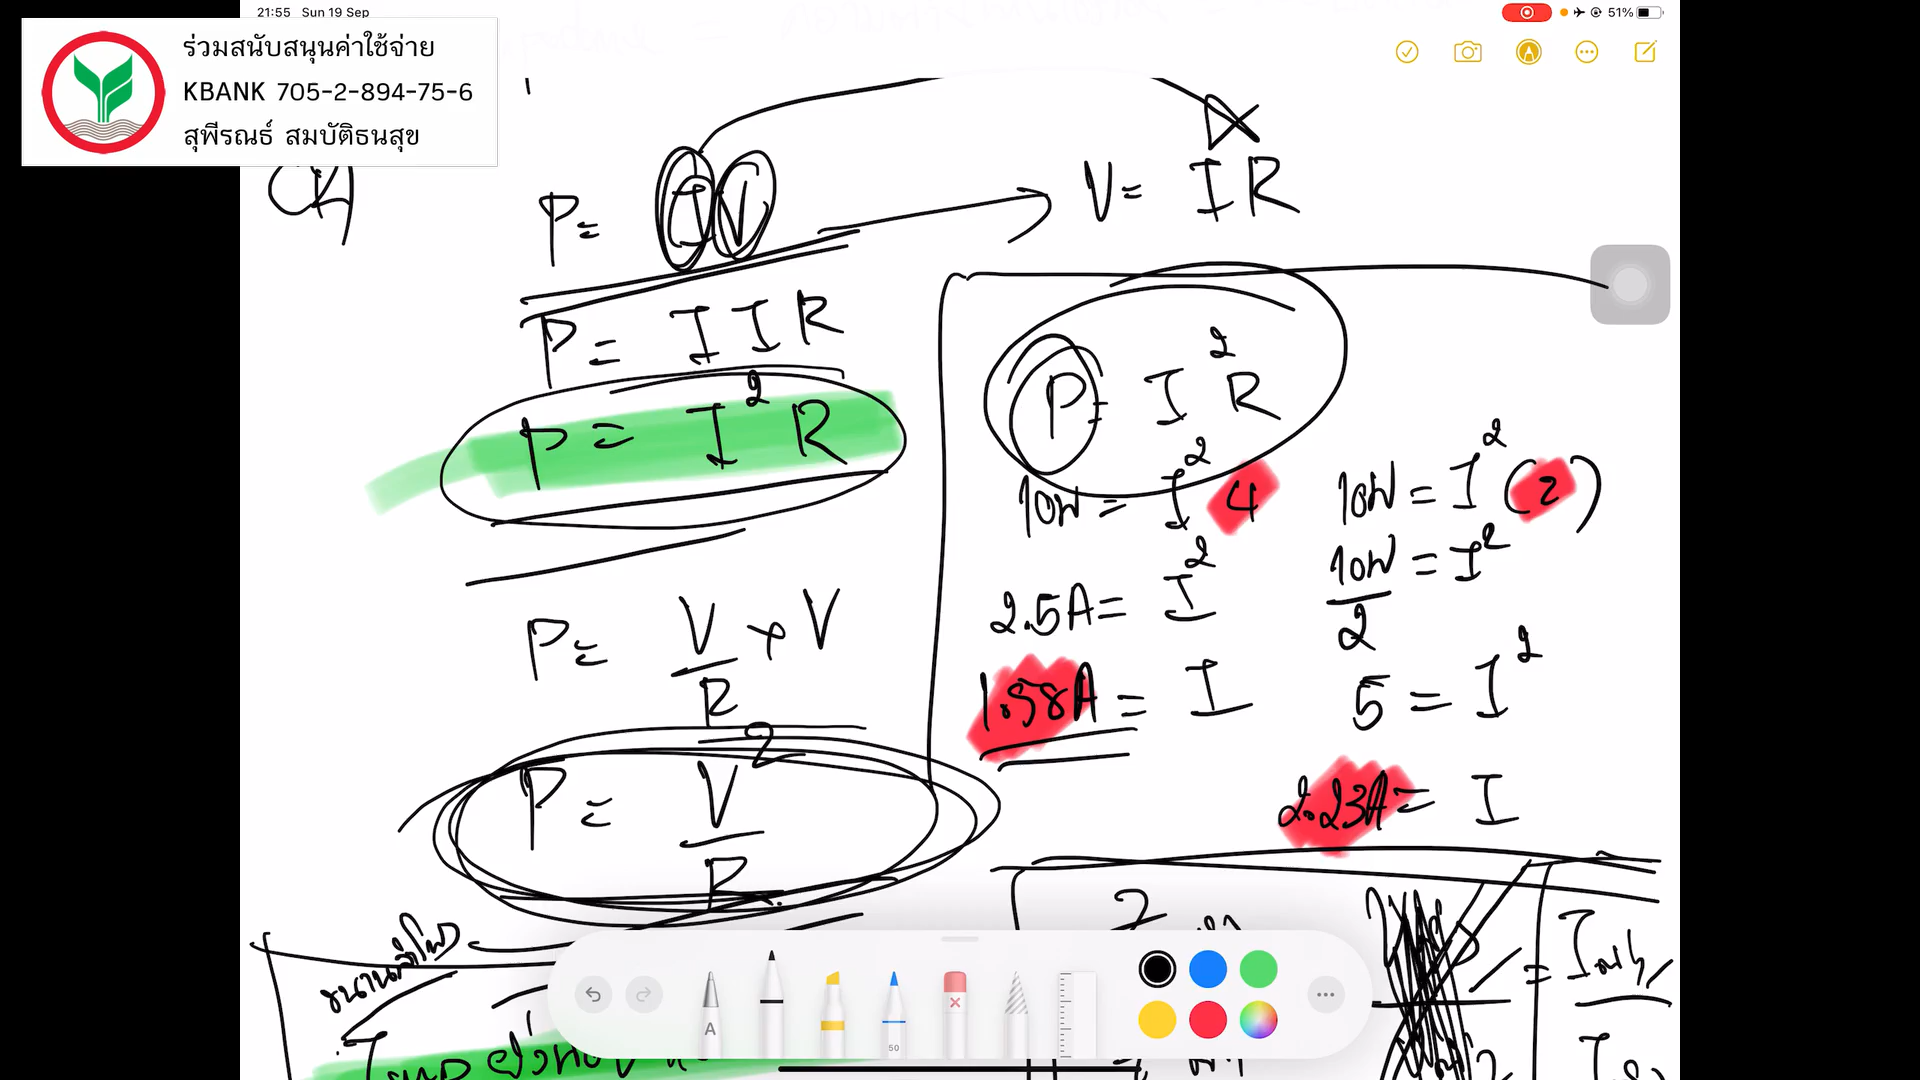 21:55 Sun 19 Sep
51%
ร่วมสนับสนุนค่าใช้จ่าย
KBANK 705-2-894-75-6
สุพีรณธ์ สมบัติธนสุข
P= IV
V= IR
P= I I R
P= I² R
P= V/R × V
P= V²/R
P= I² R
10W = I² 4
2.5A = I²
1.58A = I
10W = I² (2)
10W/2 = I²
5 = I²
2.23A = I
2
A
50